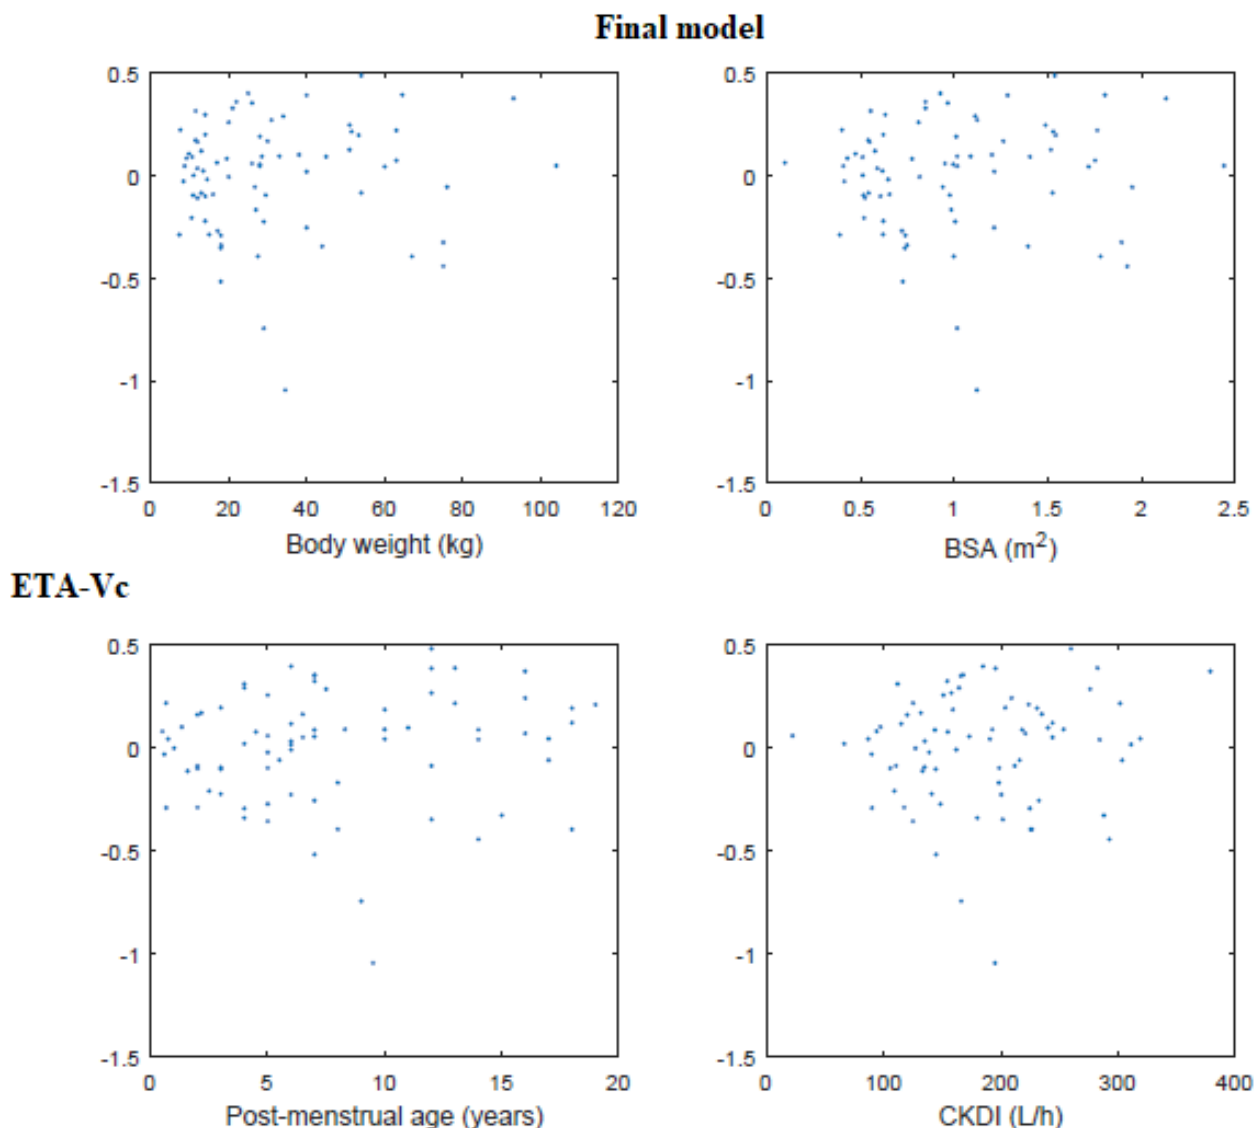 Final model
0.5
0
-0.5
-1
-1.5
0 20 40 60 80 100 120
Body weight (kg)
0.5
0
-0.5
-1
-1.5
0 0.5 1 1.5 2 2.5
BSA (m²)
ETA-Vc
0.5
0
-0.5
-1
-1.5
0 5 10 15 20
Post-menstrual age (years)
0.5
0
-0.5
-1
-1.5
0 100 200 300 400
CKDI (L/h)